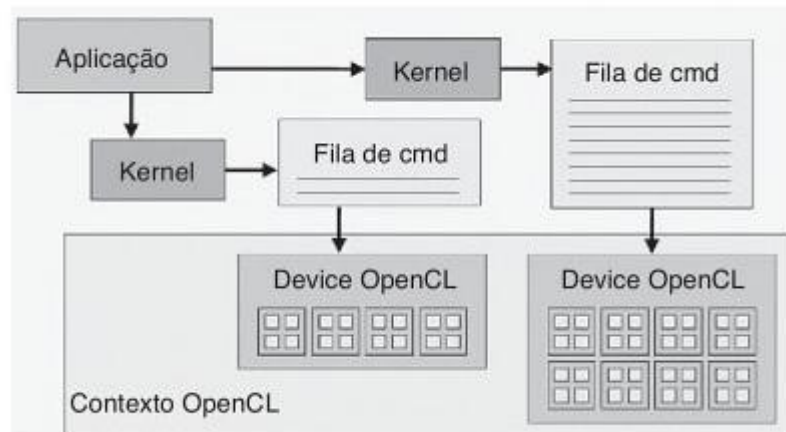 Aplicação
Kernel
Fila de cmd
Kernel
Fila de cmd
Device OpenCL
Device OpenCL
Contexto OpenCL